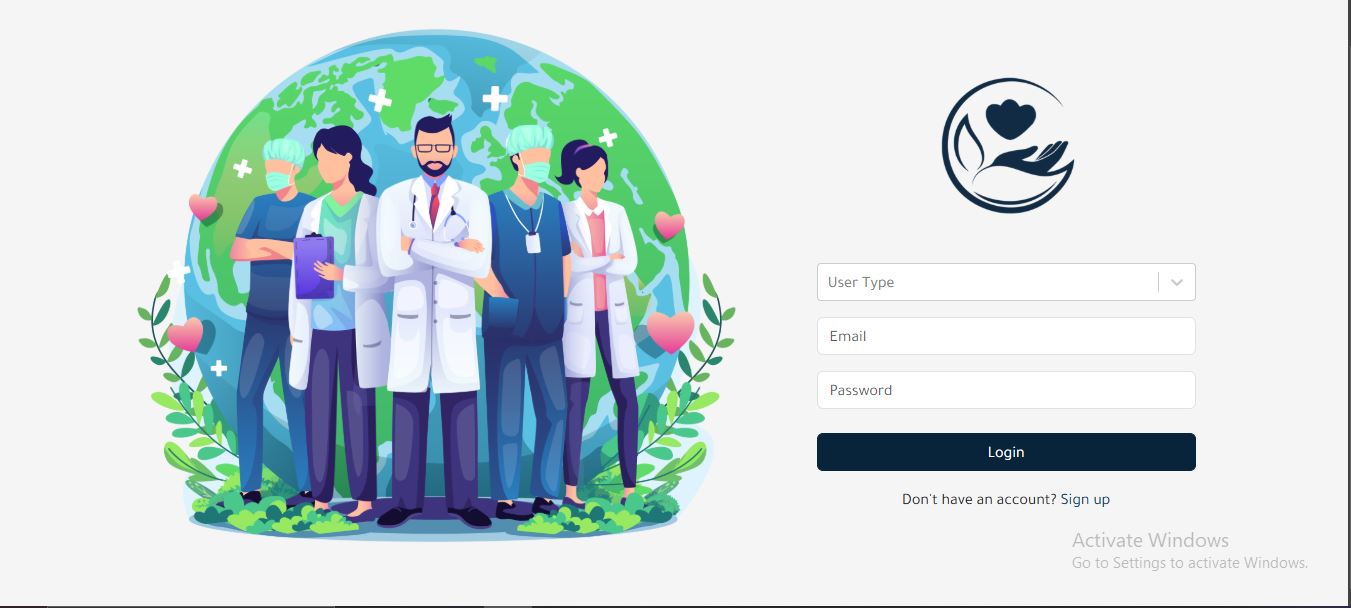 User Type
Email
Password
Login
Don't have an account? Sign up
Activate Windows
Go to Settings to activate Windows.